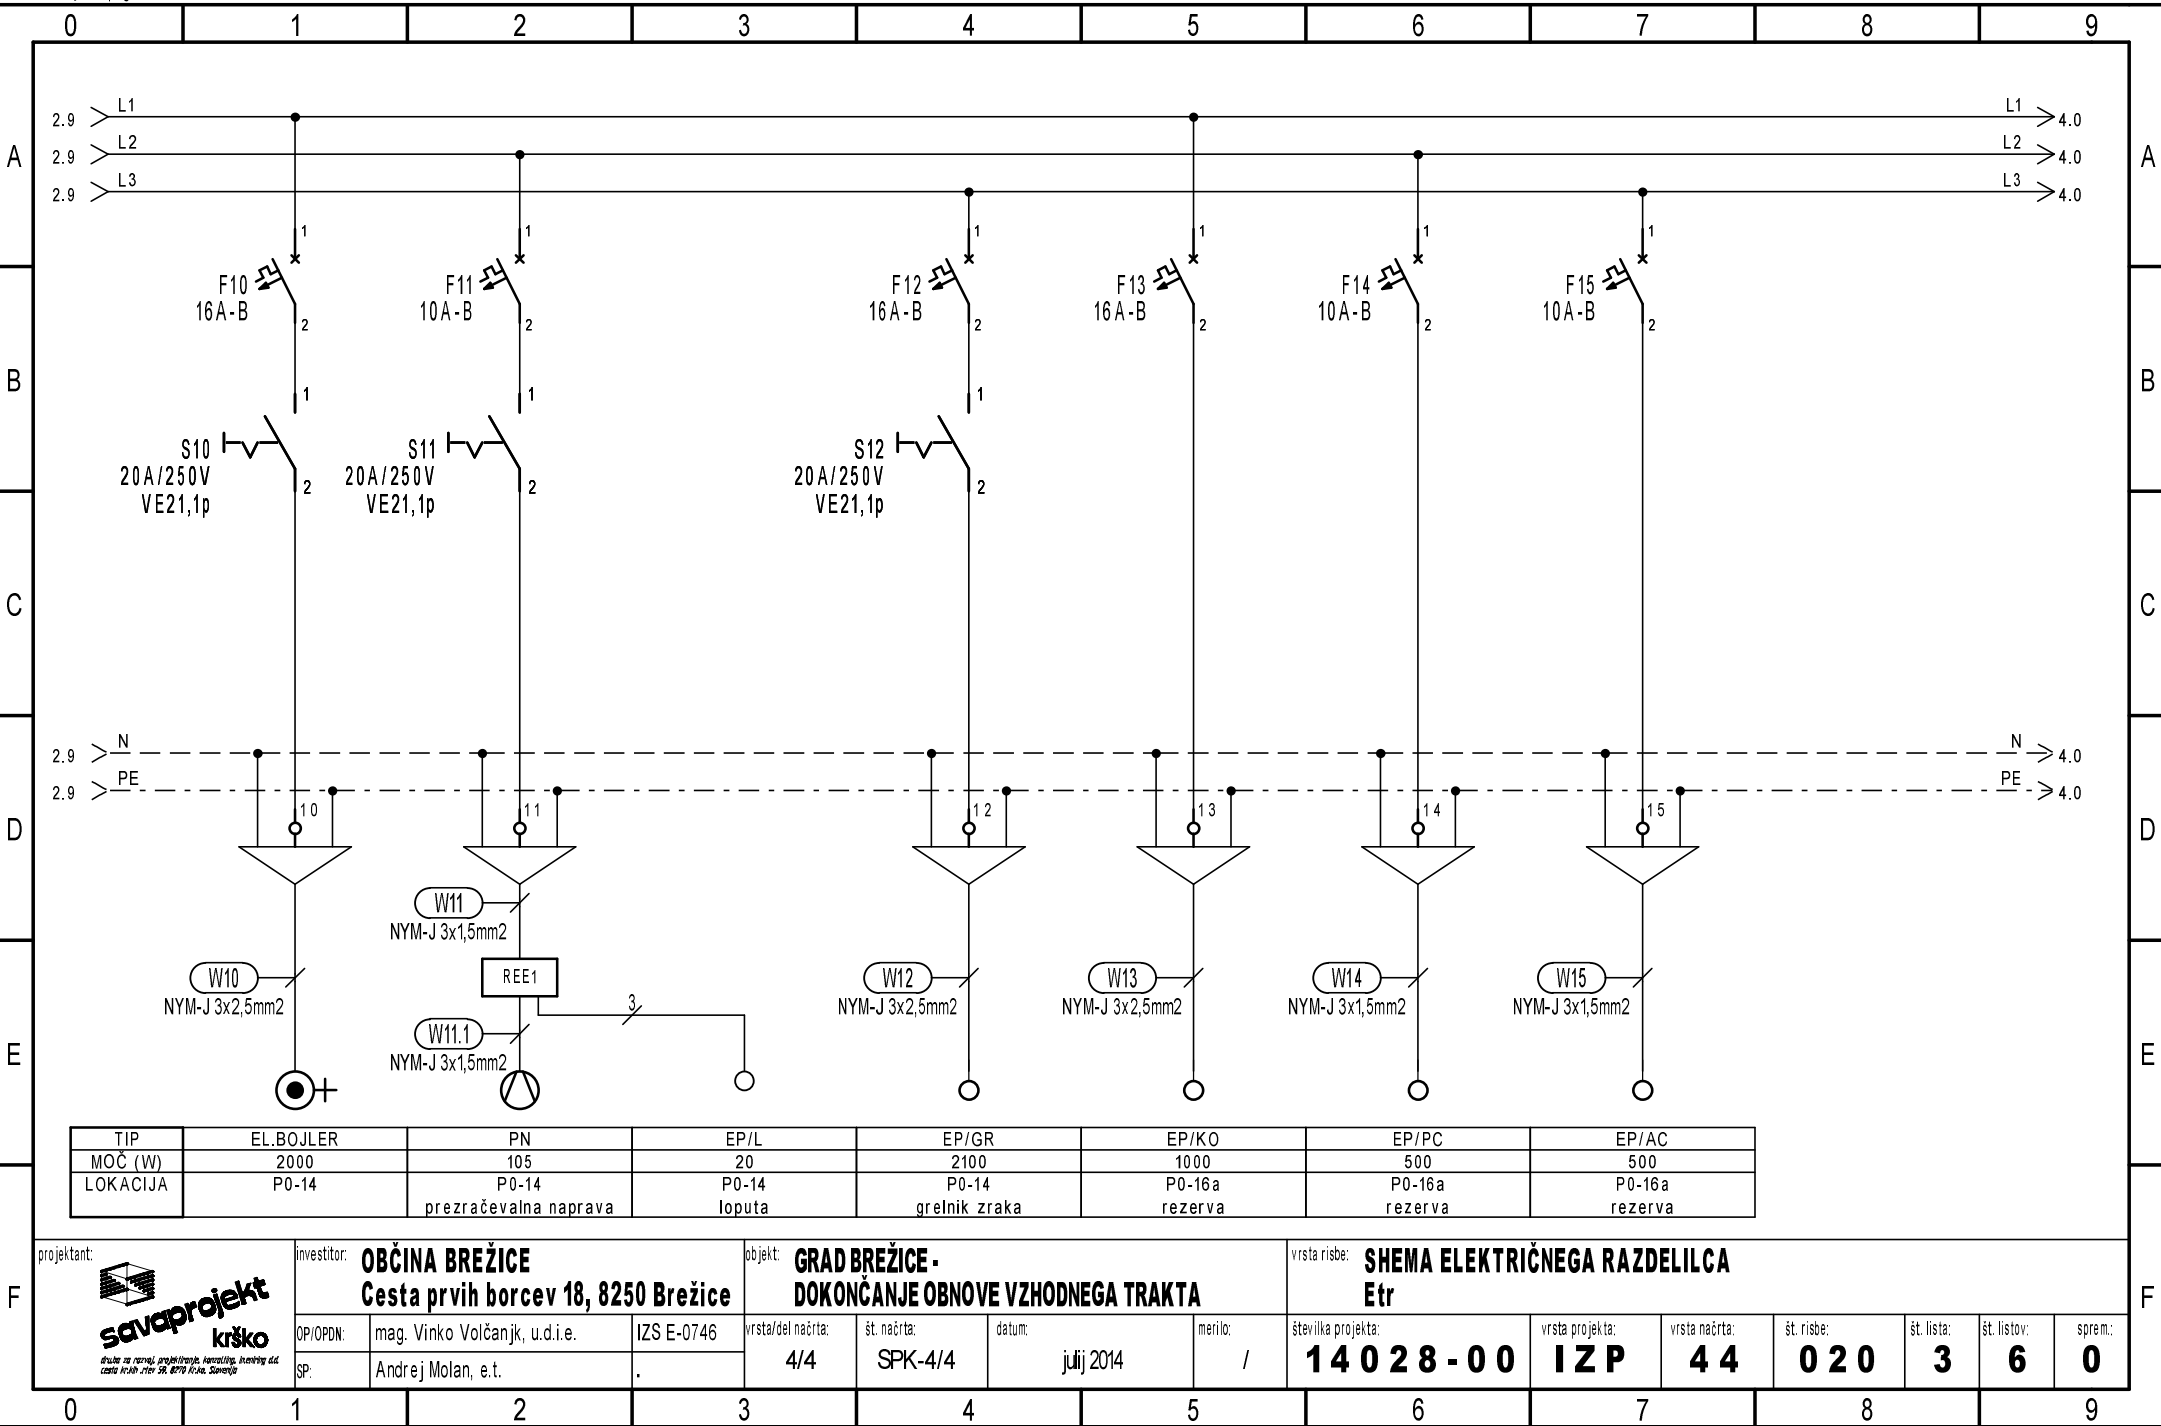 0 1 2 3 4 5 6 7 8 9
L1 L1
2.9 4.0
L2 L2
A 2.9 4.0 A
L3 L3
2.9 4.0
1 1 1 1 1 1
F10 F11 F12 F13 F14 F15
16A-B 10A-B 16A-B 16A-B 10A-B 10A-B
2 2 2 2 2 2
B B
1 1 1
S10 S11 S12
20A/250V 20A/250V 20A/250V
VE21,1p VE21,1p VE21,1p
2 2 2
C C
N N
2.9 4.0
PE PE
2.9 4.0
10 11 12 13 14 15
D D
W11
NYM-J 3x1,5mm2
W10 REE1 W12 W13 W14 W15
NYM-J 3x2,5mm2 3 NYM-J 3x2,5mm2 NYM-J 3x2,5mm2 NYM-J 3x1,5mm2 NYM-J 3x1,5mm2
W11.1
NYM-J 3x1,5mm2
E E
TIP EL.BOJLER PN EP/L EP/GR EP/KO EP/PC EP/AC
MOČ (W) 2000 105 20 2100 1000 500 500
LOKACIJA P0-14 P0-14 P0-14 P0-14 P0-16a P0-16a P0-16a
prezračevalna naprava loputa grelnik zraka rezerva rezerva rezerva
projektant: investitor: OBČINA BREŽICE objekt: GRAD BREŽICE - vrsta risbe: SHEMA ELEKTRIČNEGA RAZDELILCA
F Cesta prvih borcev 18, 8250 Brežice DOKONČANJE OBNOVE VZHODNEGA TRAKTA Etr F
savaprojekt
krško
OP/OPDN: mag. Vinko Volčanjk, u.d.i.e. IZS E-0746 vrsta/del načrta: št. načrta: datum: merilo: številka projekta: vrsta projekta: vrsta načrta: št. risbe: št. lista: št. listov: sprem.:
SP: Andrej Molan, e.t. . 4/4 SPK-4/4 julij 2014 / 14028-00 IZP 44 020 3 6 0
0 1 2 3 4 5 6 7 8 9